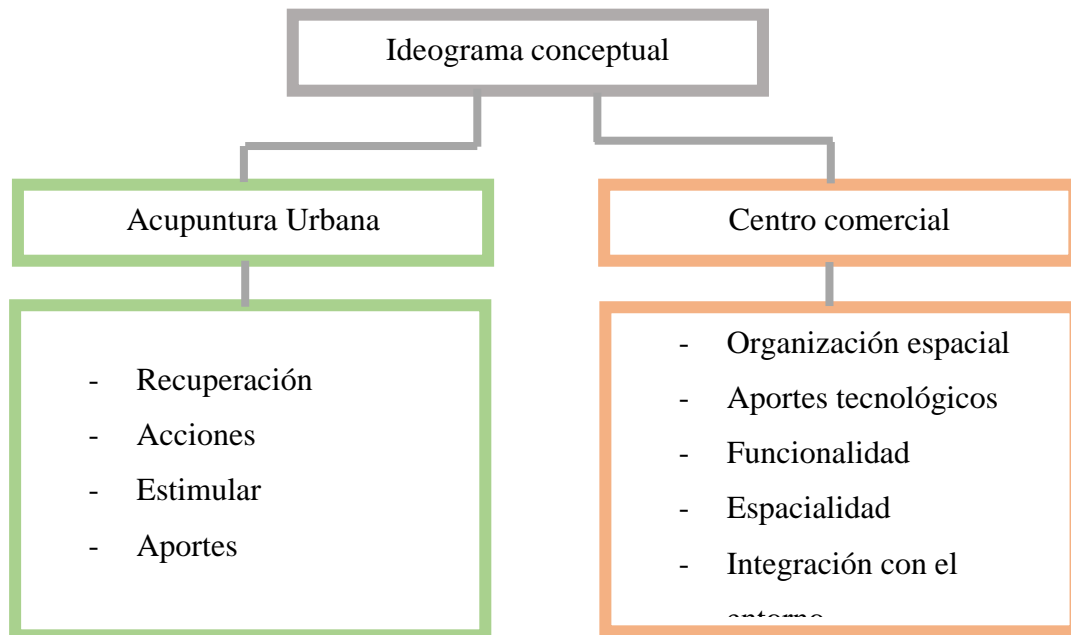 Ideograma conceptual
Acupuntura Urbana
Centro comercial
- Recuperación
- Acciones
- Estimular
- Aportes
- Organización espacial
- Aportes tecnológicos
- Funcionalidad
- Espacialidad
- Integración con el
entorno